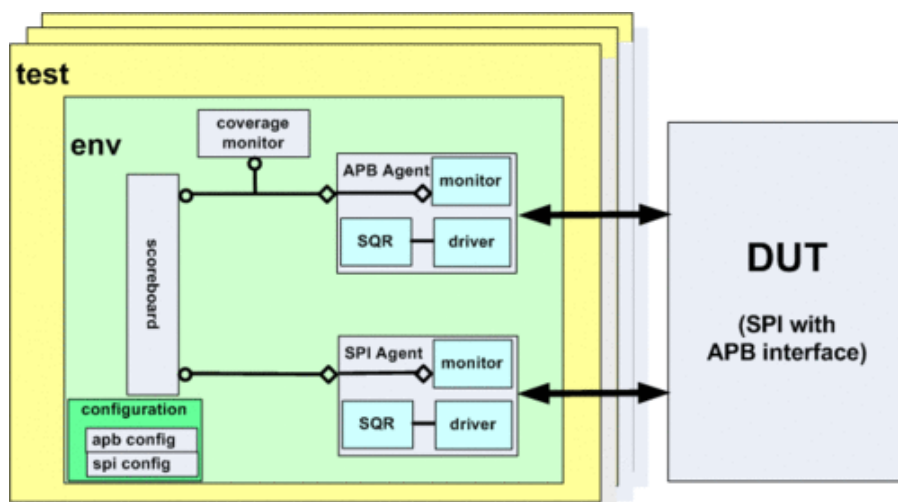 test
env
coverage
monitor
scoreboard
APB Agent
monitor
SQR
driver
SPI Agent
monitor
SQR
driver
configuration
apb config
spi config
DUT
(SPI with
APB interface)